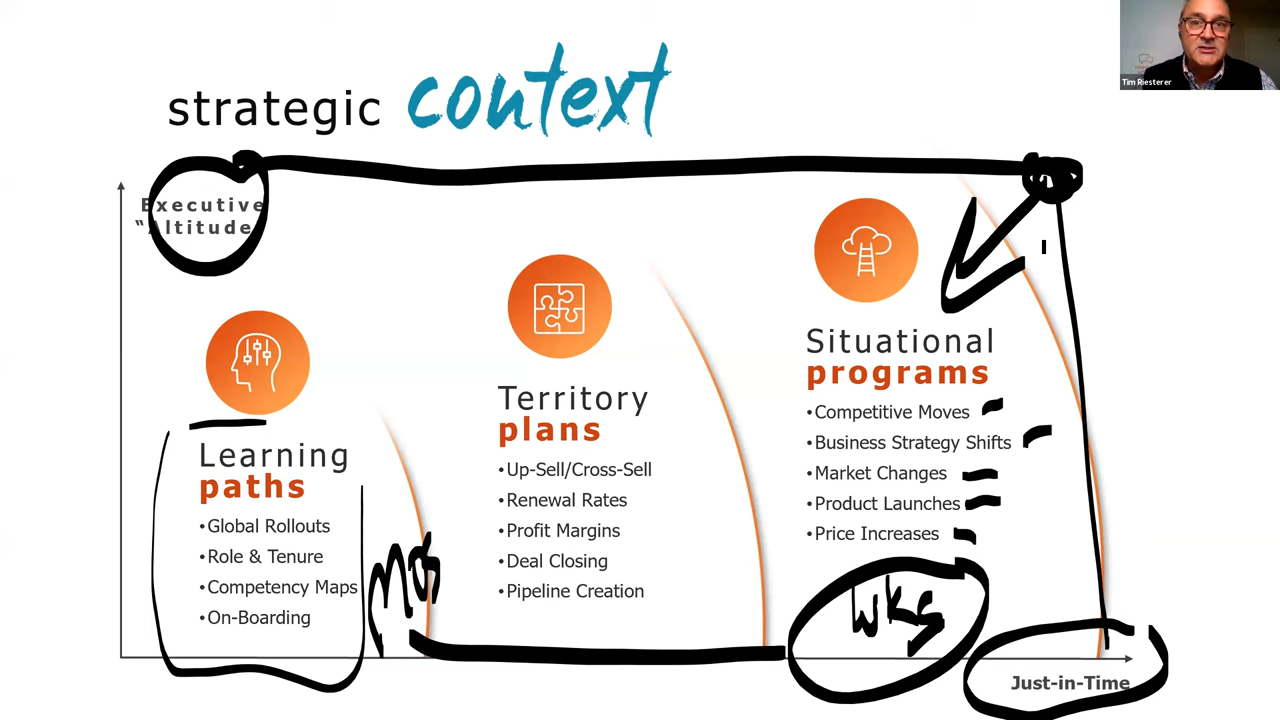 Tim Riesterer
strategic context
Executive
“Altitude
Situational
programs
•Competitive Moves
•Business Strategy Shifts
•Market Changes
•Product Launches
•Price Increases
Territory
plans
•Up-Sell/Cross-Sell
•Renewal Rates
•Profit Margins
•Deal Closing
•Pipeline Creation
Learning
paths
•Global Rollouts
•Role & Tenure
•Competency Maps
•On-Boarding
MOS
WKS
Just-in-Time